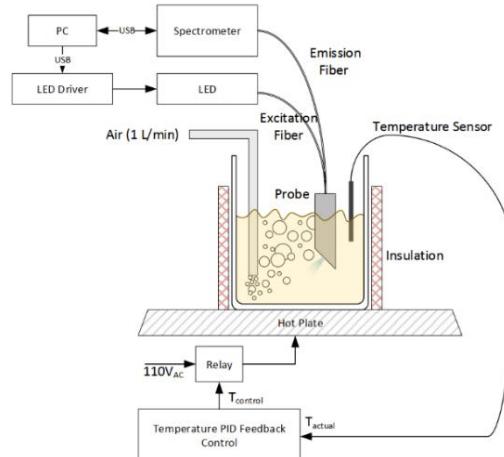 PC
USB
Spectrometer
Emission
Fiber
USB
LED Driver
LED
Excitation
Fiber
Temperature Sensor
Air (1 L/min)
Probe
Insulation
Hot Plate
110VAC
Relay
Tcontrol
Tactual
Temperature PID Feedback
Control